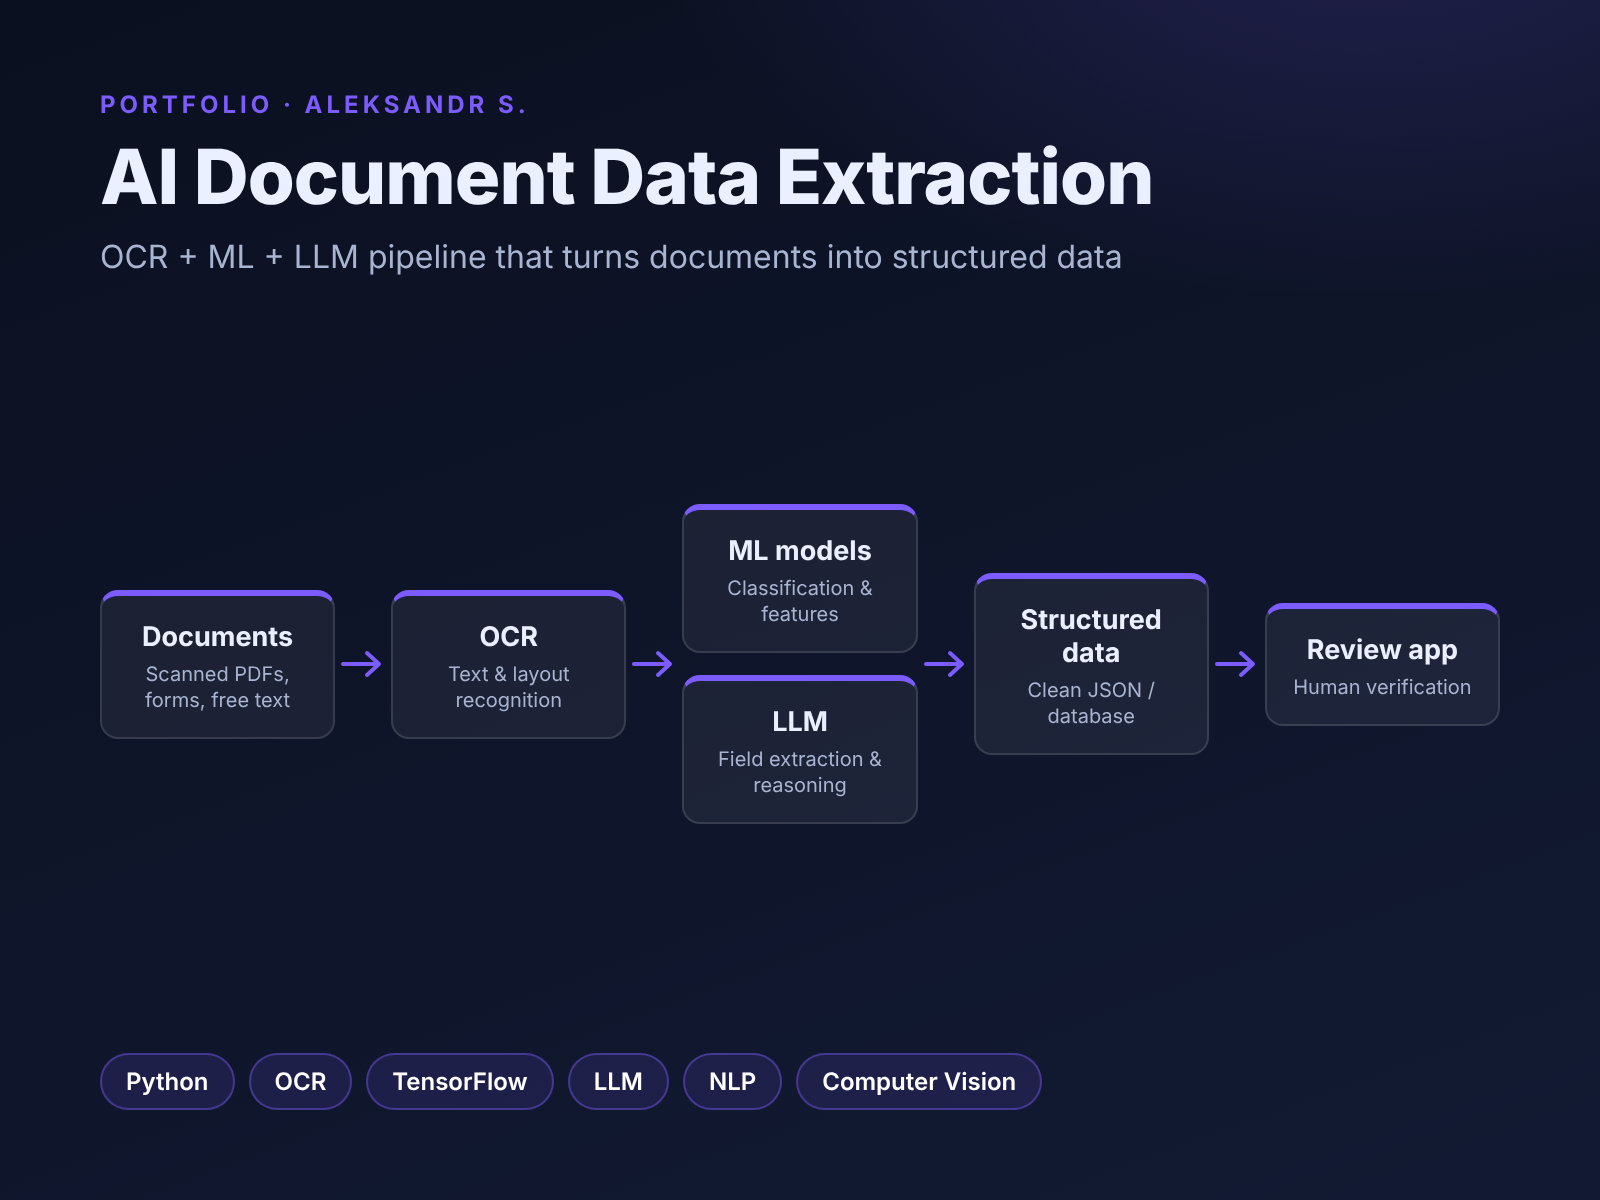 PORTFOLIO · ALEKSANDR S.
AI Document Data Extraction
OCR + ML + LLM pipeline that turns documents into structured data
Documents
Scanned PDFs,
forms, free text
OCR
Text & layout
recognition
ML models
Classification &
features
LLM
Field extraction &
reasoning
Structured
data
Clean JSON /
database
Review app
Human verification
Python
OCR
TensorFlow
LLM
NLP
Computer Vision